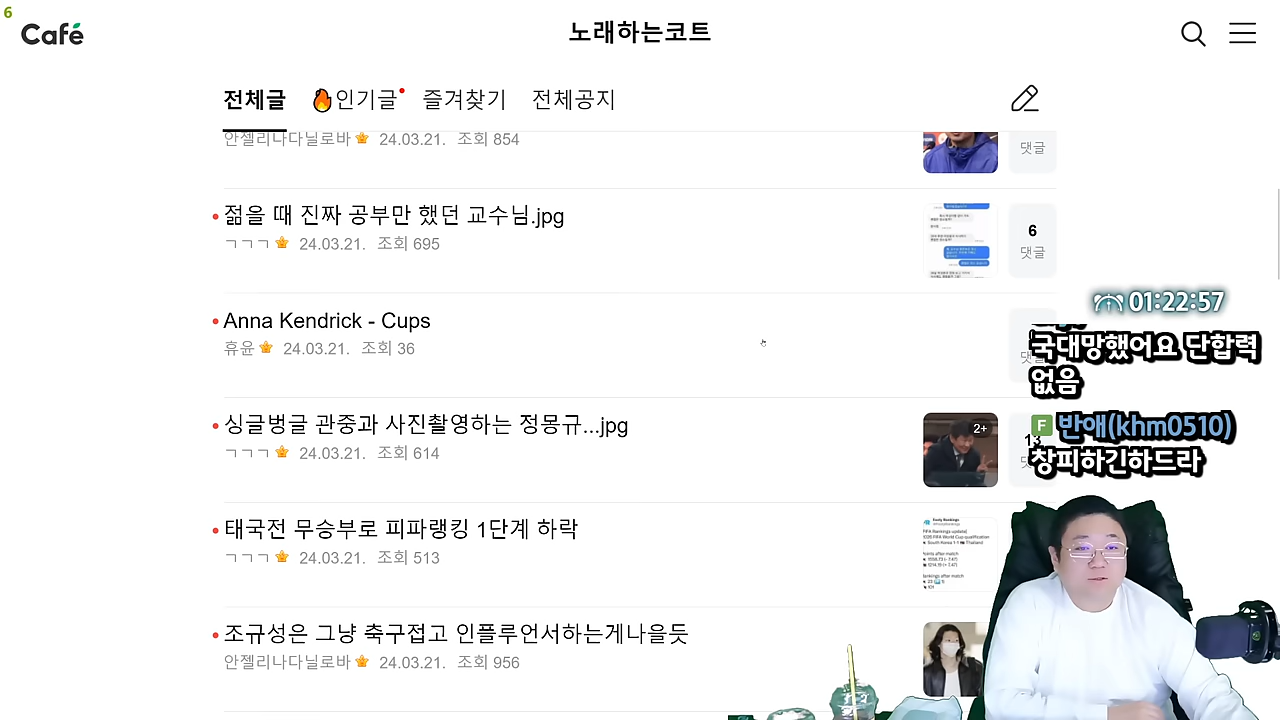 6
Café
노래하는코트
전체글 인기글 즐겨찾기 전체공지
안젤리나다닐로바 24.03.21. 조회 854
댓글
젊을 때 진짜 공부만 했던 교수님.jpg
ㄱㄱㄱ 24.03.21. 조회 695
6
댓글
01:22:57
Anna Kendrick - Cups
휴윤 24.03.21. 조회 36
국대망했어요 단합력
없음
싱글벙글 관중과 사진촬영하는 정몽규...jpg
ㄱㄱㄱ 24.03.21. 조회 614
2+
13
F 반애(khm0510)
창피하긴하드라
태국전 무승부로 피파랭킹 1단계 하락
ㄱㄱㄱ 24.03.21. 조회 513
조규성은 그냥 축구접고 인플루언서하는게나을듯
안젤리나다닐로바 24.03.21. 조회 956